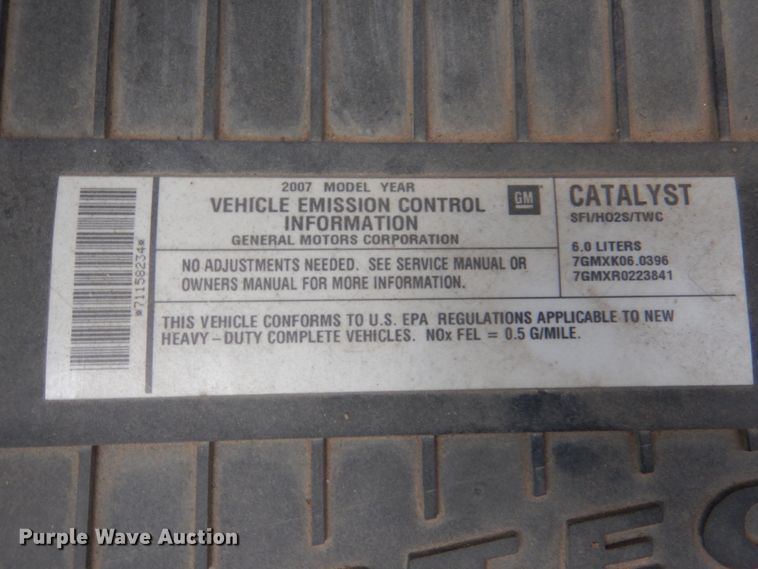 *71158234*
2007 MODEL YEAR
VEHICLE EMISSION CONTROL
INFORMATION
GENERAL MOTORS CORPORATION
GM
CATALYST
SFI/HO2S/TWC
6.0 LITERS
7GMXK06.0396
7GMXR0223841
NO ADJUSTMENTS NEEDED. SEE SERVICE MANUAL OR
OWNERS MANUAL FOR MORE INFORMATION.
THIS VEHICLE CONFORMS TO U.S. EPA REGULATIONS APPLICABLE TO NEW
HEAVY-DUTY COMPLETE VEHICLES. NOx FEL = 0.5 G/MILE.
TEC
Purple Wave Auction